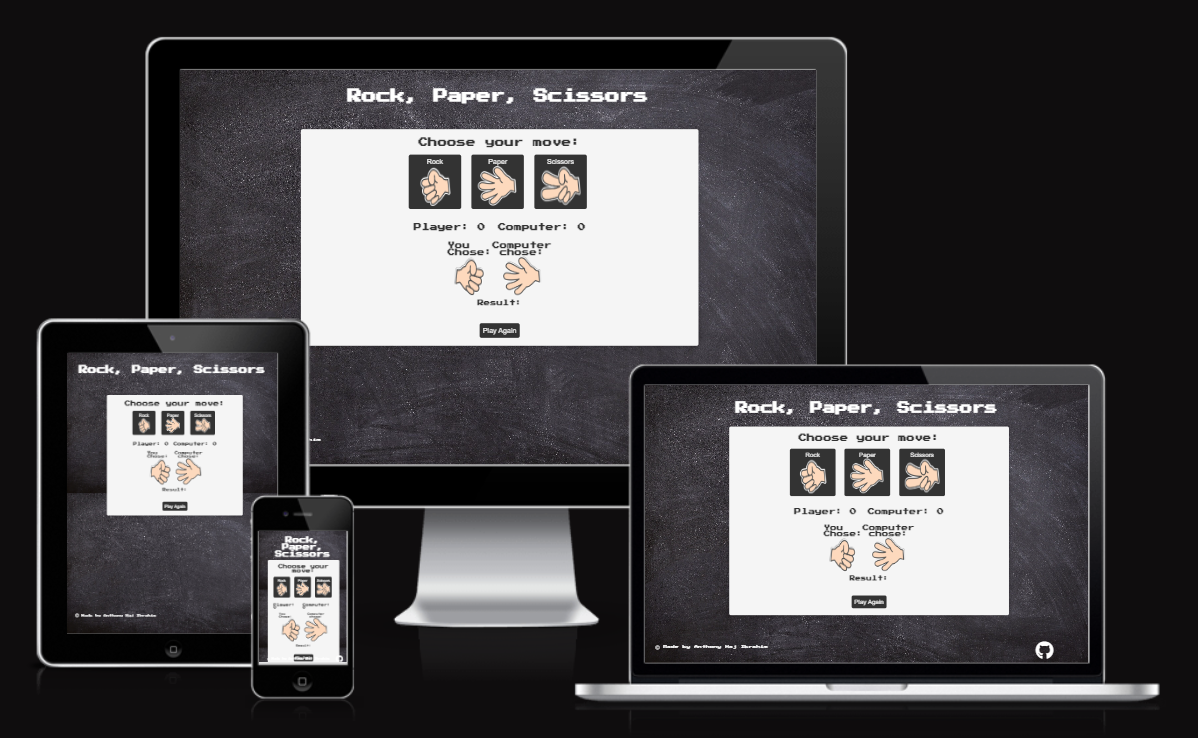 Rock, Paper, Scissors
Choose your move:
Rock Paper Scissors
Player: 0 Computer: 0
You Computer
Chose: chose:
Result:
Play Again
Rock, Paper, Scissors
Choose your move:
Rock Paper Scissors
Player: 0 Computer: 0
You Computer
Chose: chose:
Result:
Play Again
© Made by Anthony Haj Ibrahim
Rock,
Paper,
Scissors
Choose your
move:
Rock Paper Scissors
Player: Computer:
You Computer
Chose: chose:
Result:
Play Again
Rock, Paper, Scissors
Choose your move:
Rock Paper Scissors
Player: 0 Computer: 0
You Computer
Chose: chose:
Result:
Play Again
© Made by Anthony Haj Ibrahim